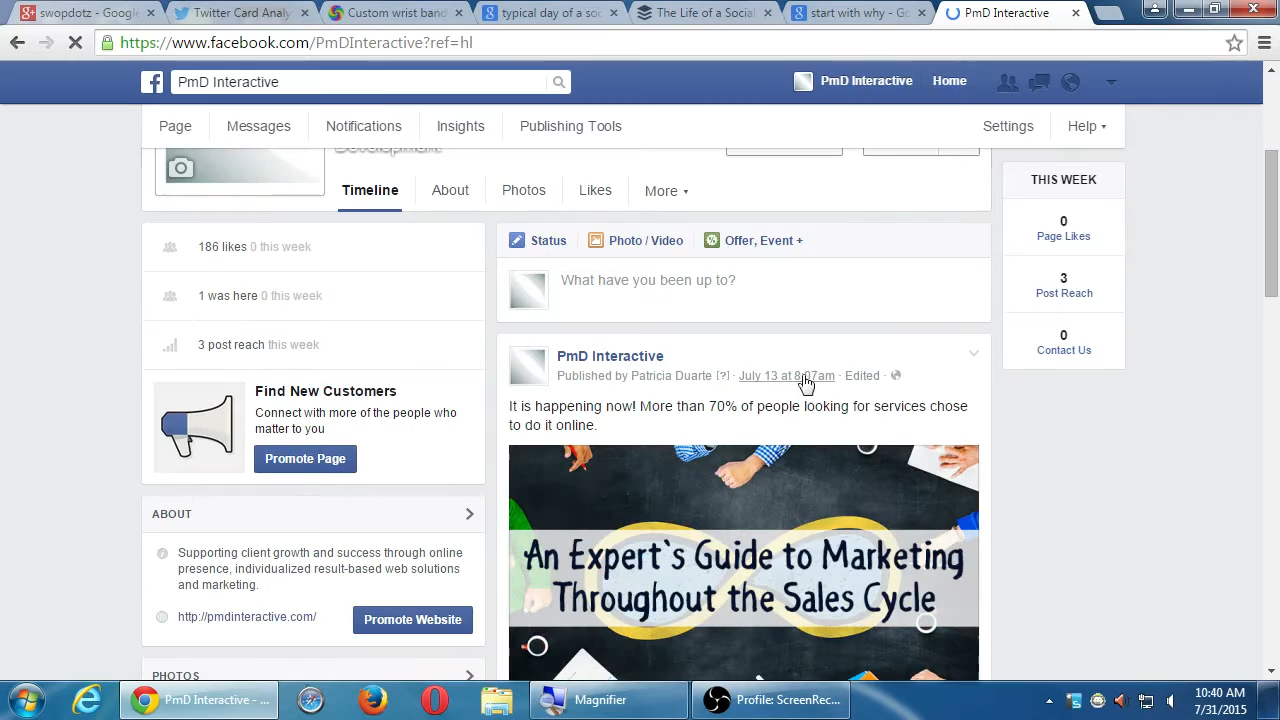 swopdotz - Google
Twitter Card Analy
Custom wrist band
typical day of a soc
The Life of a Social
start with why - Go
PmD Interactive
https://www.facebook.com/PmDInteractive?ref=hl
PmD Interactive
PmD Interactive
Home
Page
Messages
Notifications
Insights
Publishing Tools
Settings
Help
Development
Timeline
About
Photos
Likes
More
THIS WEEK
0
Page Likes
3
Post Reach
0
Contact Us
186 likes 0 this week
1 was here 0 this week
3 post reach this week
Find New Customers
Connect with more of the people who
matter to you
Promote Page
ABOUT
Supporting client growth and success through online
presence, individualized result-based web solutions
and marketing.
http://pmdinteractive.com/
Promote Website
PHOTOS
Status
Photo / Video
Offer, Event +
What have you been up to?
PmD Interactive
Published by Patricia Duarte [?] · July 13 at 8:07am · Edited ·
It is happening now! More than 70% of people looking for services chose
to do it online.
An Expert`s Guide to Marketing
Throughout the Sales Cycle
PmD Interactive - ...
Magnifier
Profile: ScreenRec...
10:40 AM
7/31/2015